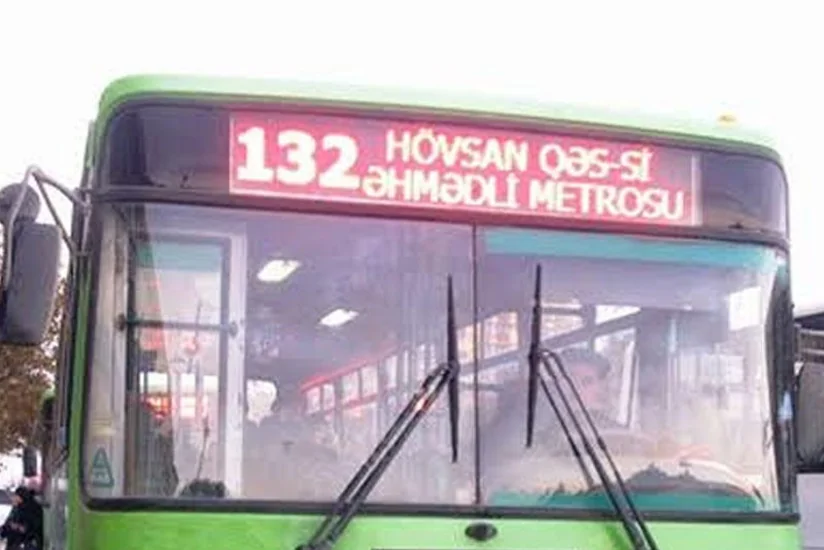 132
HÖVSAN QƏS-Sİ
ƏHMƏDLİ METROSU